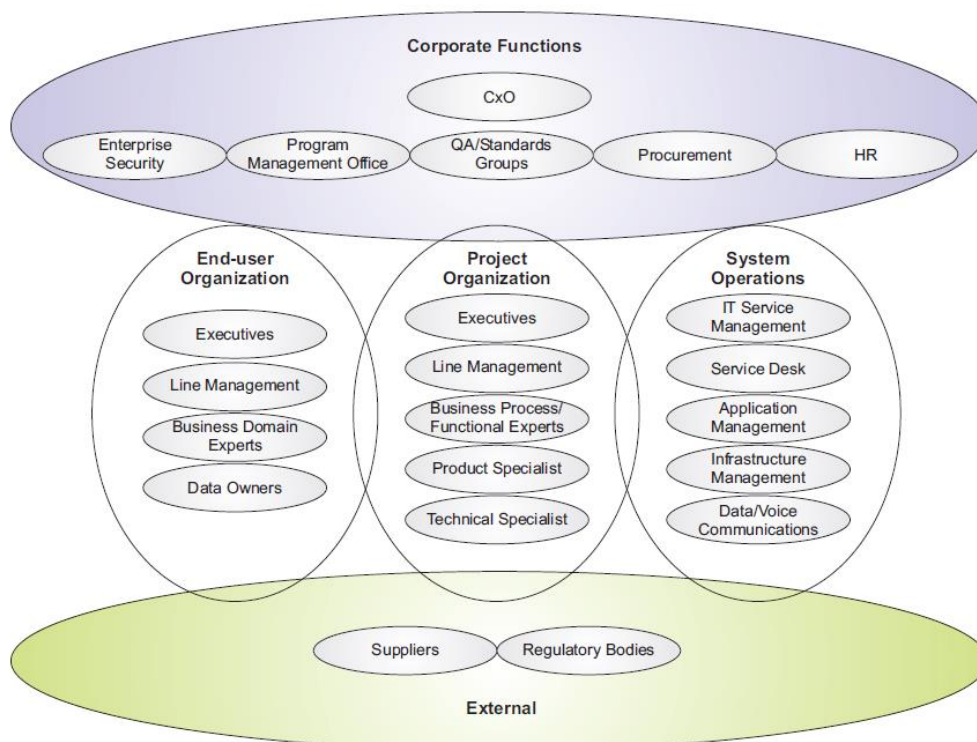 Corporate Functions
CxO
Enterprise
Security
Program
Management Office
QA/Standards
Groups
Procurement
HR
End-user
Organization
Executives
Line Management
Business Domain
Experts
Data Owners
Project
Organization
Executives
Line Management
Business Process/
Functional Experts
Product Specialist
Technical Specialist
System
Operations
IT Service
Management
Service Desk
Application
Management
Infrastructure
Management
Data/Voice
Communications
Suppliers
Regulatory Bodies
External